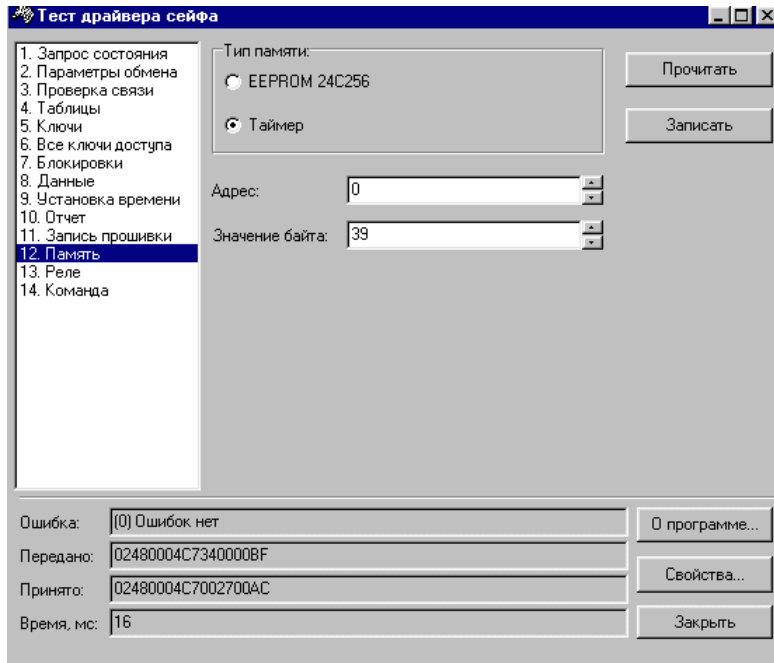 Тест драйвера сейфа
1. Запрос состояния
2. Параметры обмена
3. Проверка связи
4. Таблицы
5. Ключи
6. Все ключи доступа
7. Блокировки
8. Данные
9. Установка времени
10. Отчет
11. Запись прошивки
12. Память
13. Реле
14. Команда
Тип памяти:
EEPROM 24C256
Таймер
Адрес: 0
Значение байта: 39
Прочитать
Записать
Ошибка: (0) Ошибок нет
Передано: 02480004C7340000BF
Принято: 02480004C7002700AC
Время, мс: 16
О программе...
Свойства...
Закрыть